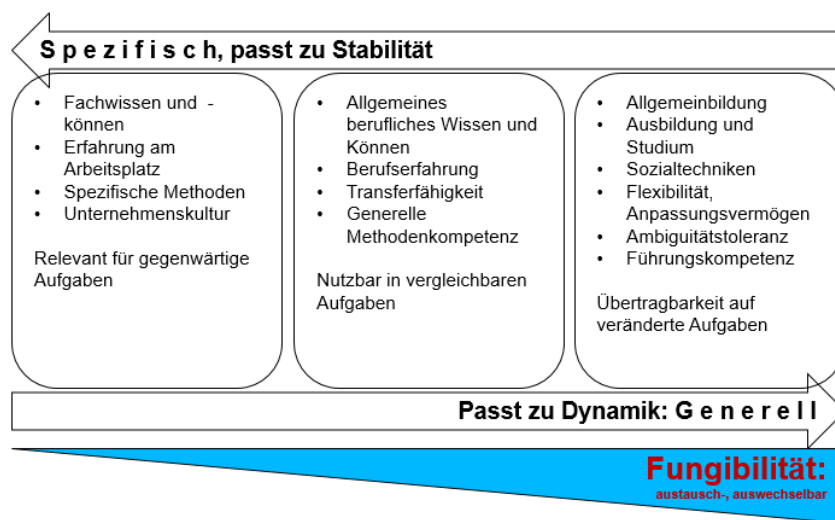 S p e z i f i s c h, passt zu Stabilität
• Fachwissen und -
können
• Erfahrung am
Arbeitsplatz
• Spezifische Methoden
• Unternehmenskultur
Relevant für gegenwärtige
Aufgaben
• Allgemeines
berufliches Wissen und
Können
• Berufserfahrung
• Transferfähigkeit
• Generelle
Methodenkompetenz
Nutzbar in vergleichbaren
Aufgaben
• Allgemeinbildung
• Ausbildung und
Studium
• Sozialtechniken
• Flexibilität,
Anpassungsvermögen
• Ambiguitätstoleranz
• Führungskompetenz
Übertragbarkeit auf
veränderte Aufgaben
Passt zu Dynamik: G e n e r e l l
Fungibilität:
austausch-, auswechselbar